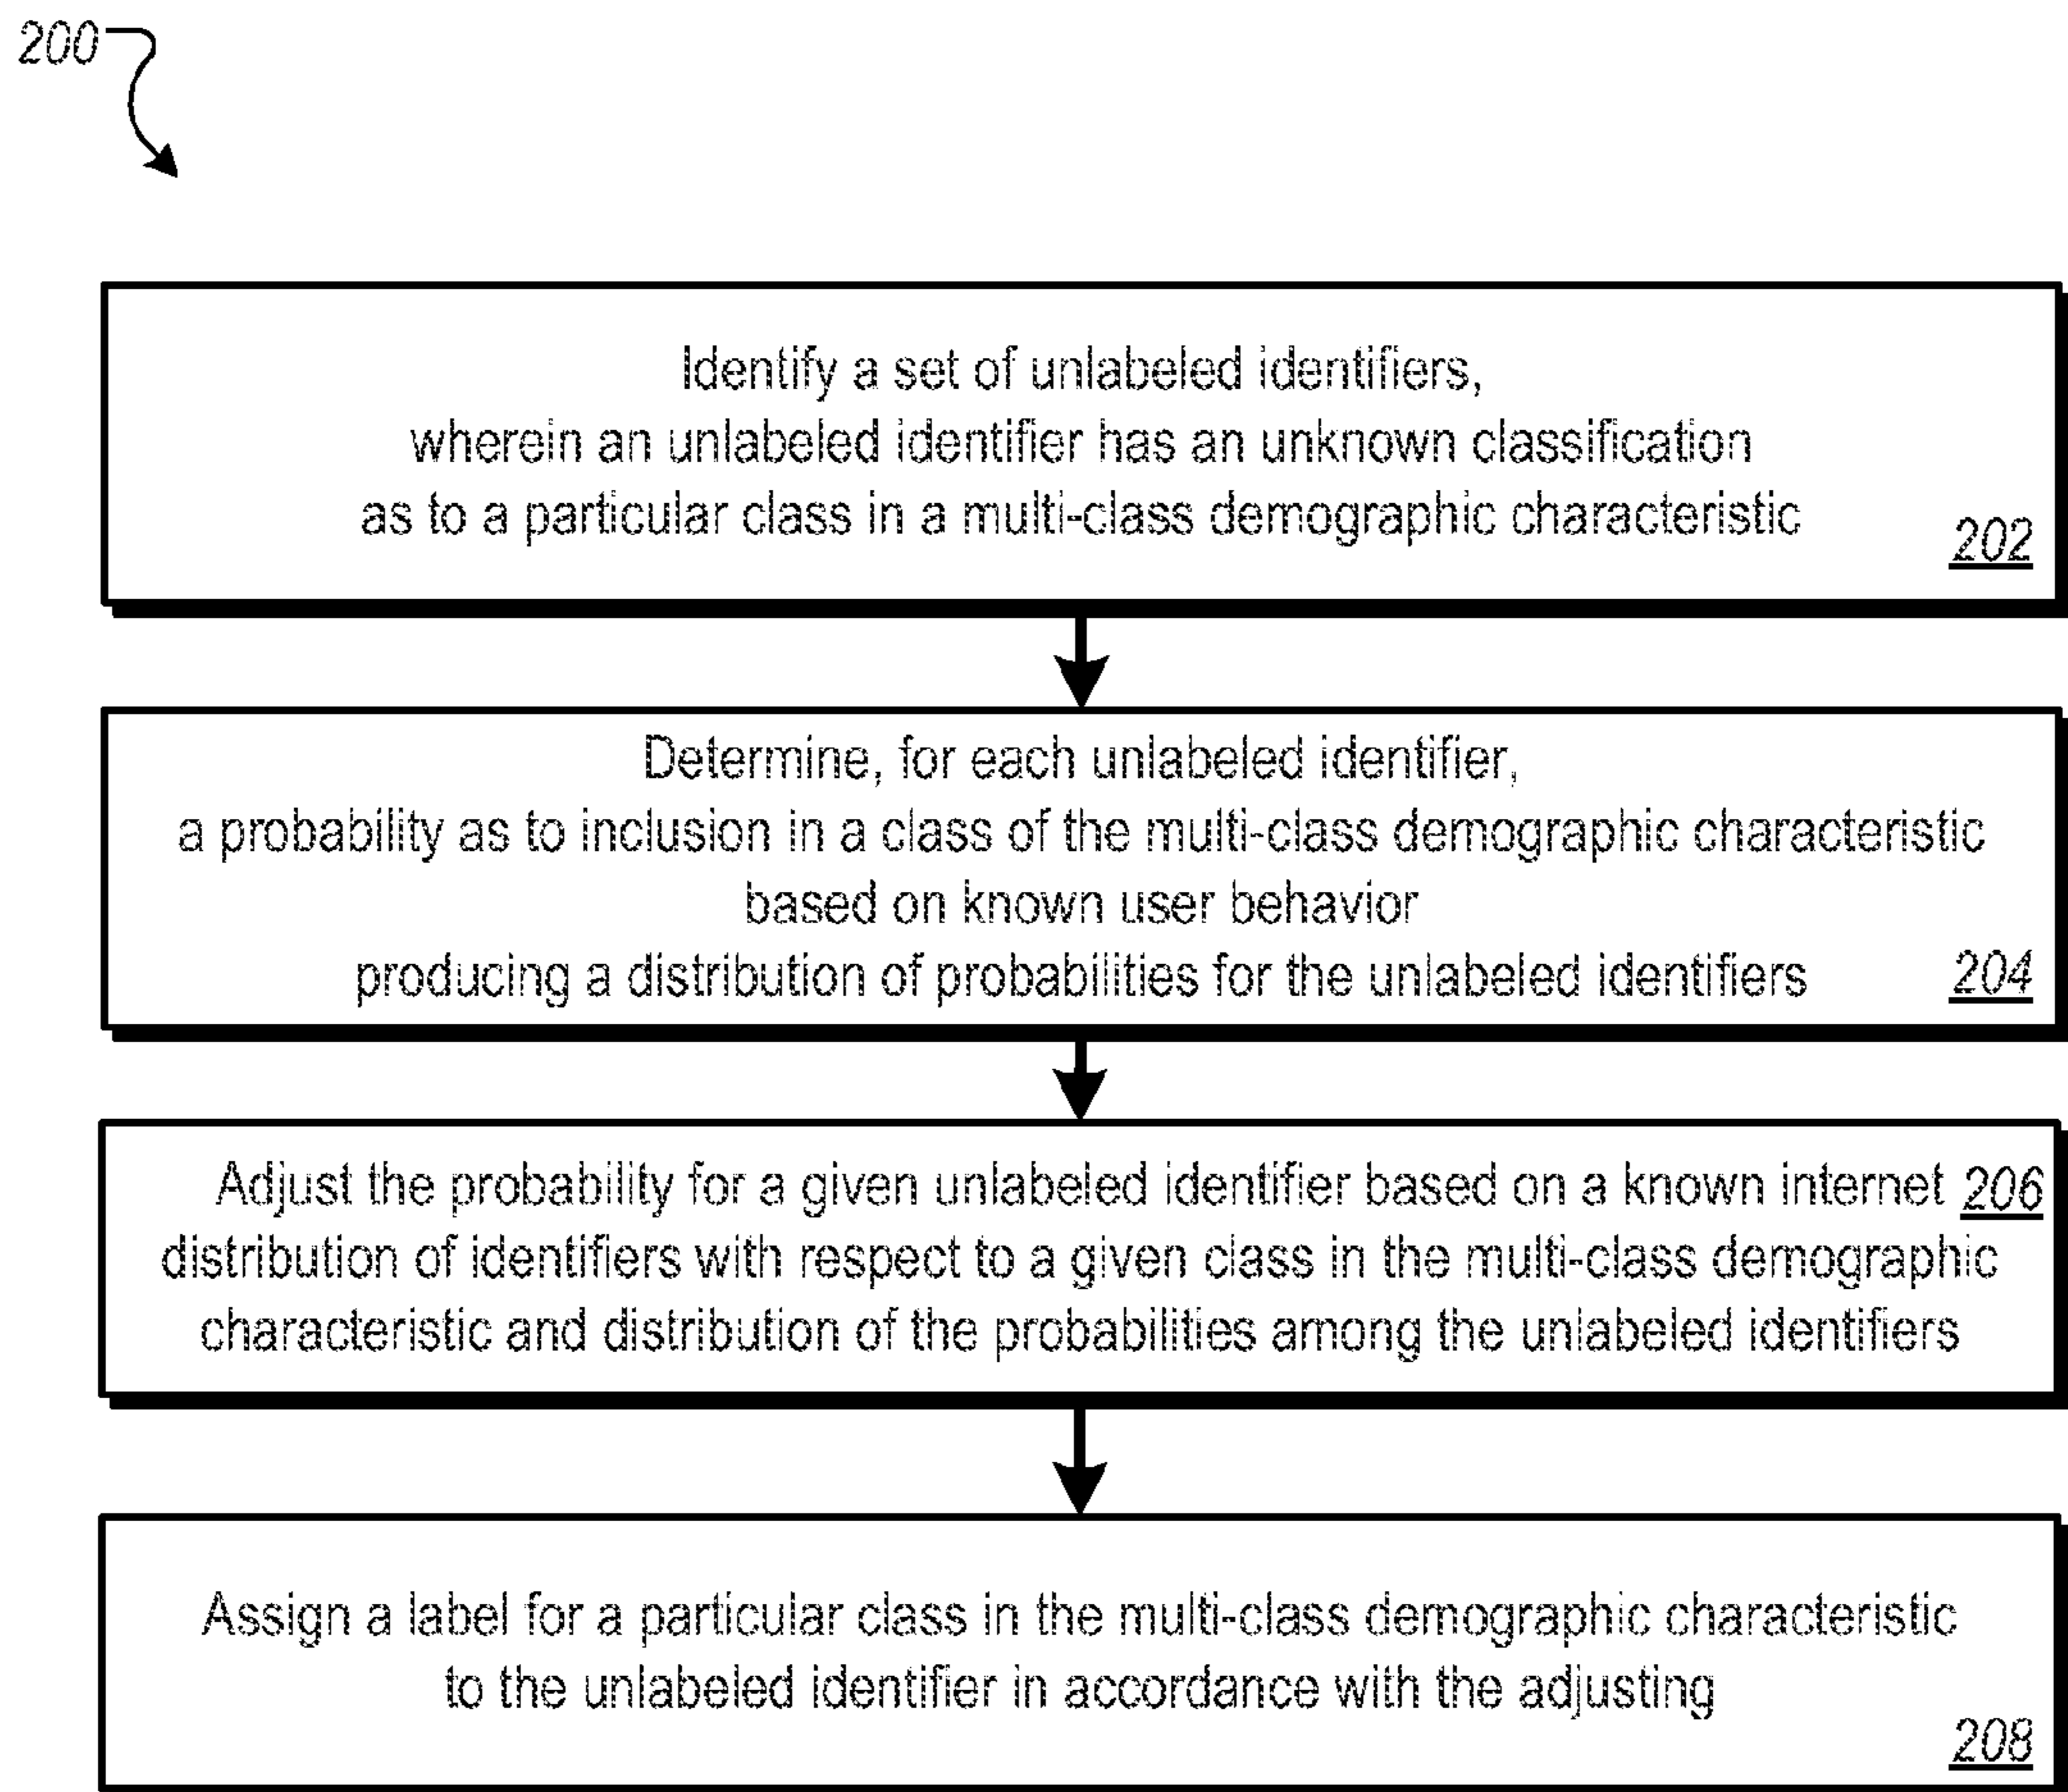 200
Identify a set of unlabeled identifiers,
wherein an unlabeled identifier has an unknown classification
as to a particular class in a multi-class demographic characteristic
202
Determine, for each unlabeled identifier,
a probability as to inclusion in a class of the multi-class demographic characteristic
based on known user behavior
producing a distribution of probabilities for the unlabeled identifiers
204
Adjust the probability for a given unlabeled identifier based on a known internet 206
distribution of identifiers with respect to a given class in the multi-class demographic
characteristic and distribution of the probabilities among the unlabeled identifiers
Assign a label for a particular class in the multi-class demographic characteristic
to the unlabeled identifier in accordance with the adjusting
208